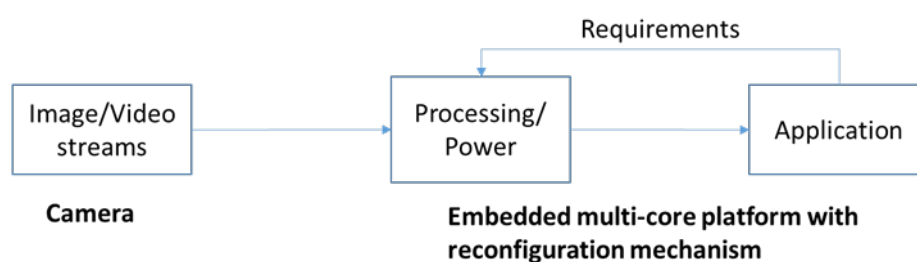 Requirements
Image/Video
streams
Processing/
Power
Application
Camera
Embedded multi-core platform with
reconfiguration mechanism